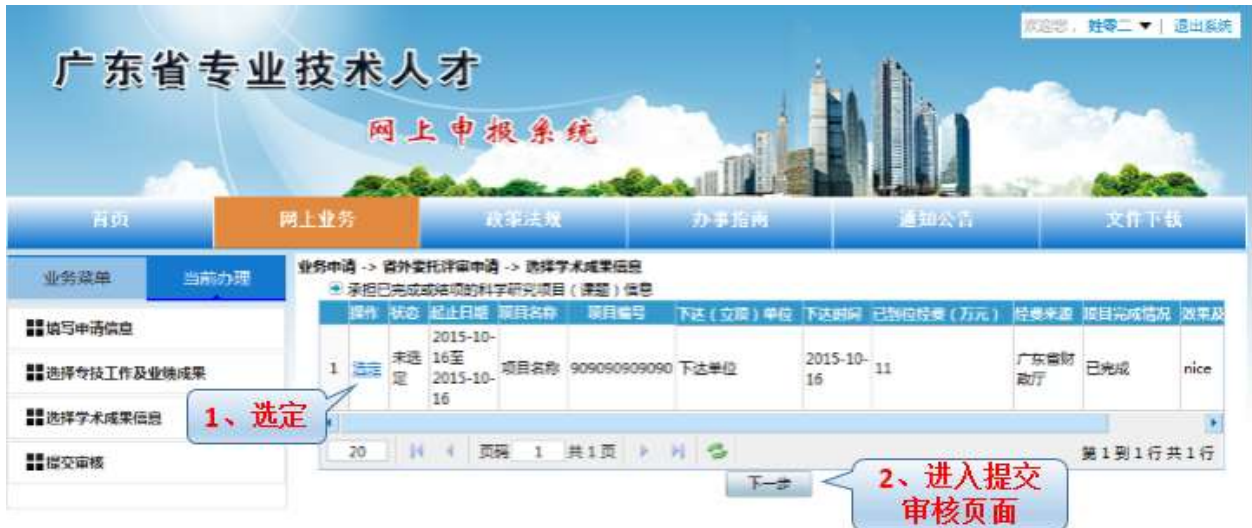 欢迎您，姓零二 ▼ | 退出系统
广东省专业技术人才
网上申报系统
首页 网上业务 政策法规 办事指南 通知公告 文件下载
业务菜单 当前办理
填写申请信息
选择专技工作及业绩成果
选择学术成果信息
提交审核
业务申请 -> 省外委托评审申请 -> 选择学术成果信息
承担已完成或结项的科学研究项目（课题）信息
操作 状态 起止日期 项目名称 项目编号 下达（立项）单位 下达时间 已到位经费（万元） 经费来源 项目完成情况 效果及
1 选定 未选定 2015-10-16至2015-10-16 项目名称 909090909090 下达单位 2015-10-16 11 广东省财政厅 已完成 nice
20 页码 1 共1页 第1到1行共1行
下一步
1、选定
2、进入提交
审核页面